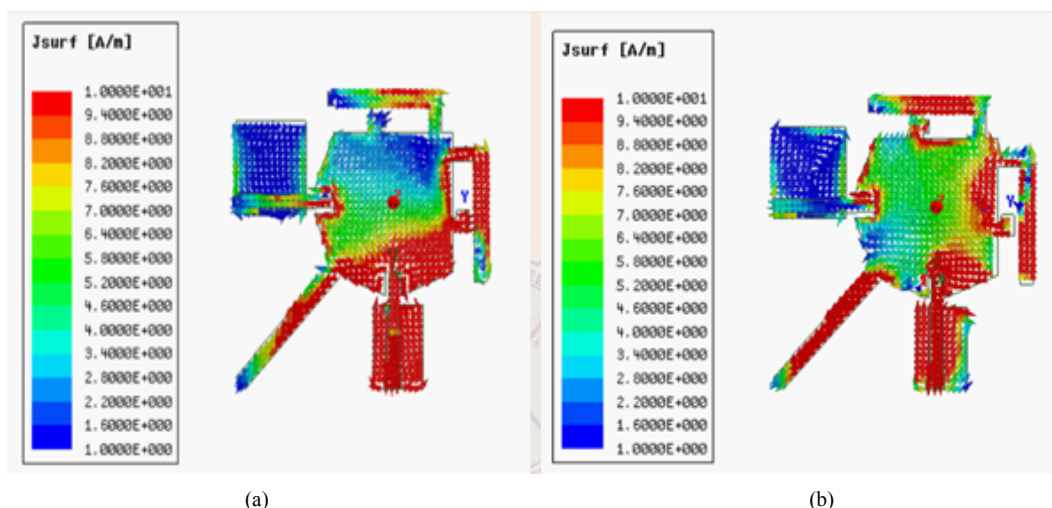 Jsurf [A/m]
1.0000E+001
9.4000E+000
8.8000E+000
8.2000E+000
7.6000E+000
7.0000E+000
6.4000E+000
5.8000E+000
5.2000E+000
4.6000E+000
4.0000E+000
3.4000E+000
2.8000E+000
2.2000E+000
1.6000E+000
1.0000E+000
Y
(a)
Jsurf [A/m]
1.0000E+001
9.4000E+000
8.8000E+000
8.2000E+000
7.6000E+000
7.0000E+000
6.4000E+000
5.8000E+000
5.2000E+000
4.6000E+000
4.0000E+000
3.4000E+000
2.8000E+000
2.2000E+000
1.6000E+000
1.0000E+000
Y
(b)